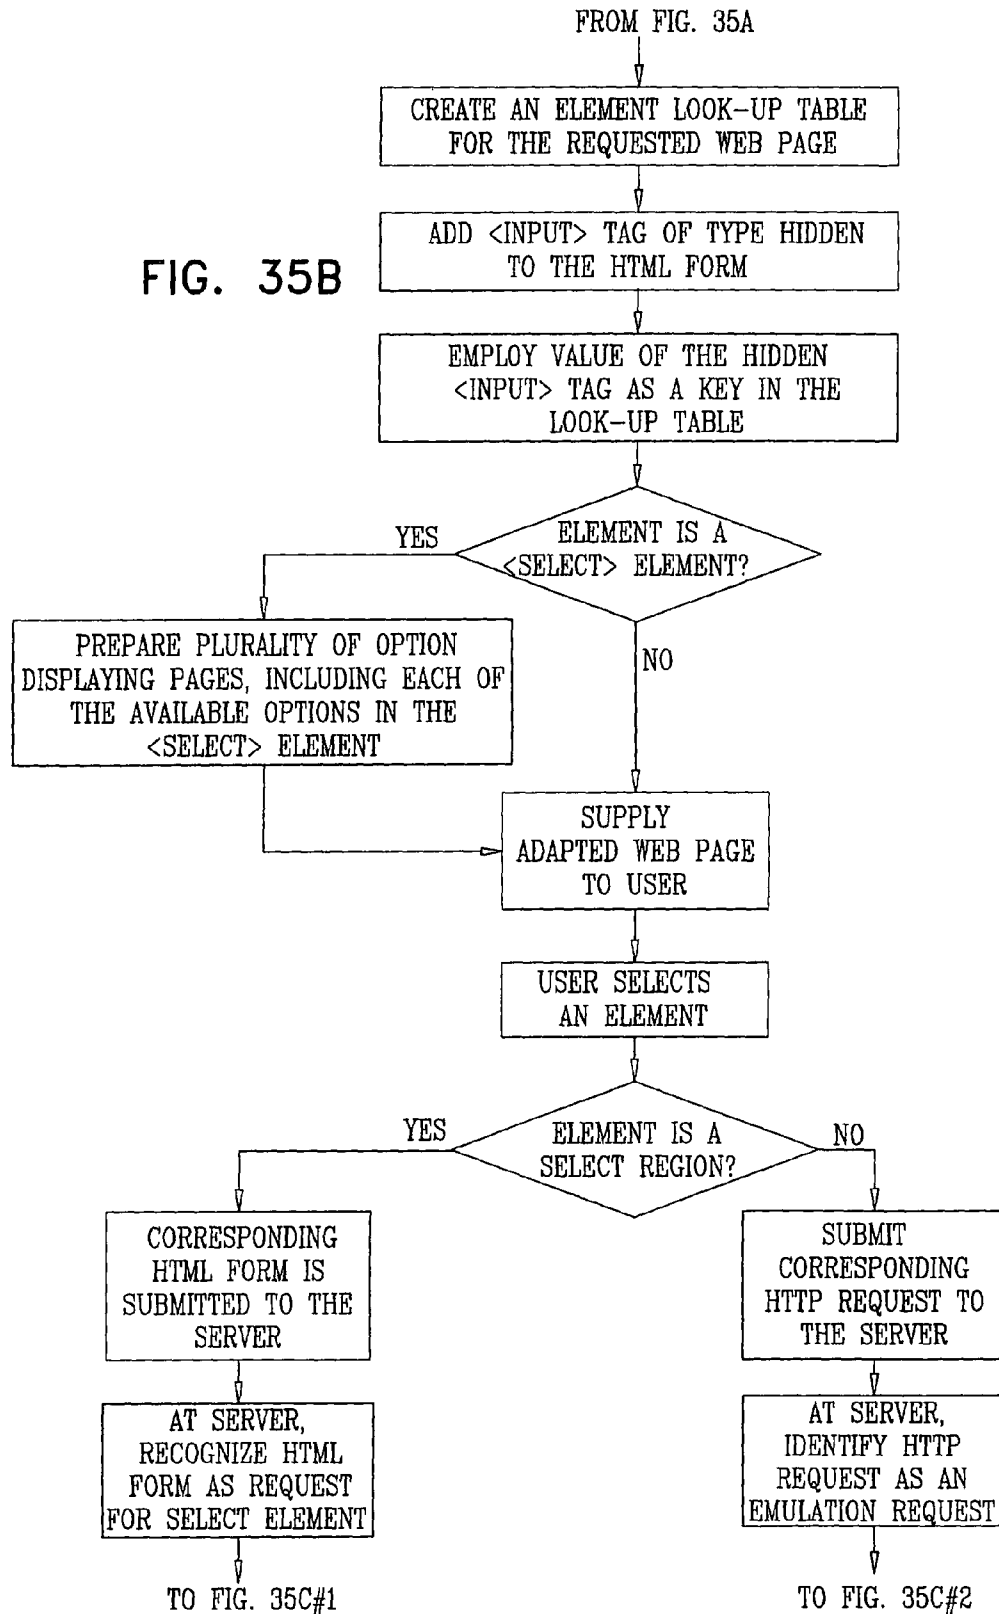 FROM FIG. 35A
CREATE AN ELEMENT LOOK-UP TABLE
FOR THE REQUESTED WEB PAGE
ADD <INPUT> TAG OF TYPE HIDDEN
TO THE HTML FORM
FIG. 35B
EMPLOY VALUE OF THE HIDDEN
<INPUT> TAG AS A KEY IN THE
LOOK-UP TABLE
ELEMENT IS A
<SELECT> ELEMENT?
YES
NO
PREPARE PLURALITY OF OPTION
DISPLAYING PAGES, INCLUDING EACH OF
THE AVAILABLE OPTIONS IN THE
<SELECT> ELEMENT
SUPPLY
ADAPTED WEB PAGE
TO USER
USER SELECTS
AN ELEMENT
ELEMENT IS A
SELECT REGION?
YES
NO
CORRESPONDING
HTML FORM IS
SUBMITTED TO THE
SERVER
SUBMIT
CORRESPONDING
HTTP REQUEST TO
THE SERVER
AT SERVER,
RECOGNIZE HTML
FORM AS REQUEST
FOR SELECT ELEMENT
AT SERVER,
IDENTIFY HTTP
REQUEST AS AN
EMULATION REQUEST
TO FIG. 35C#1
TO FIG. 35C#2